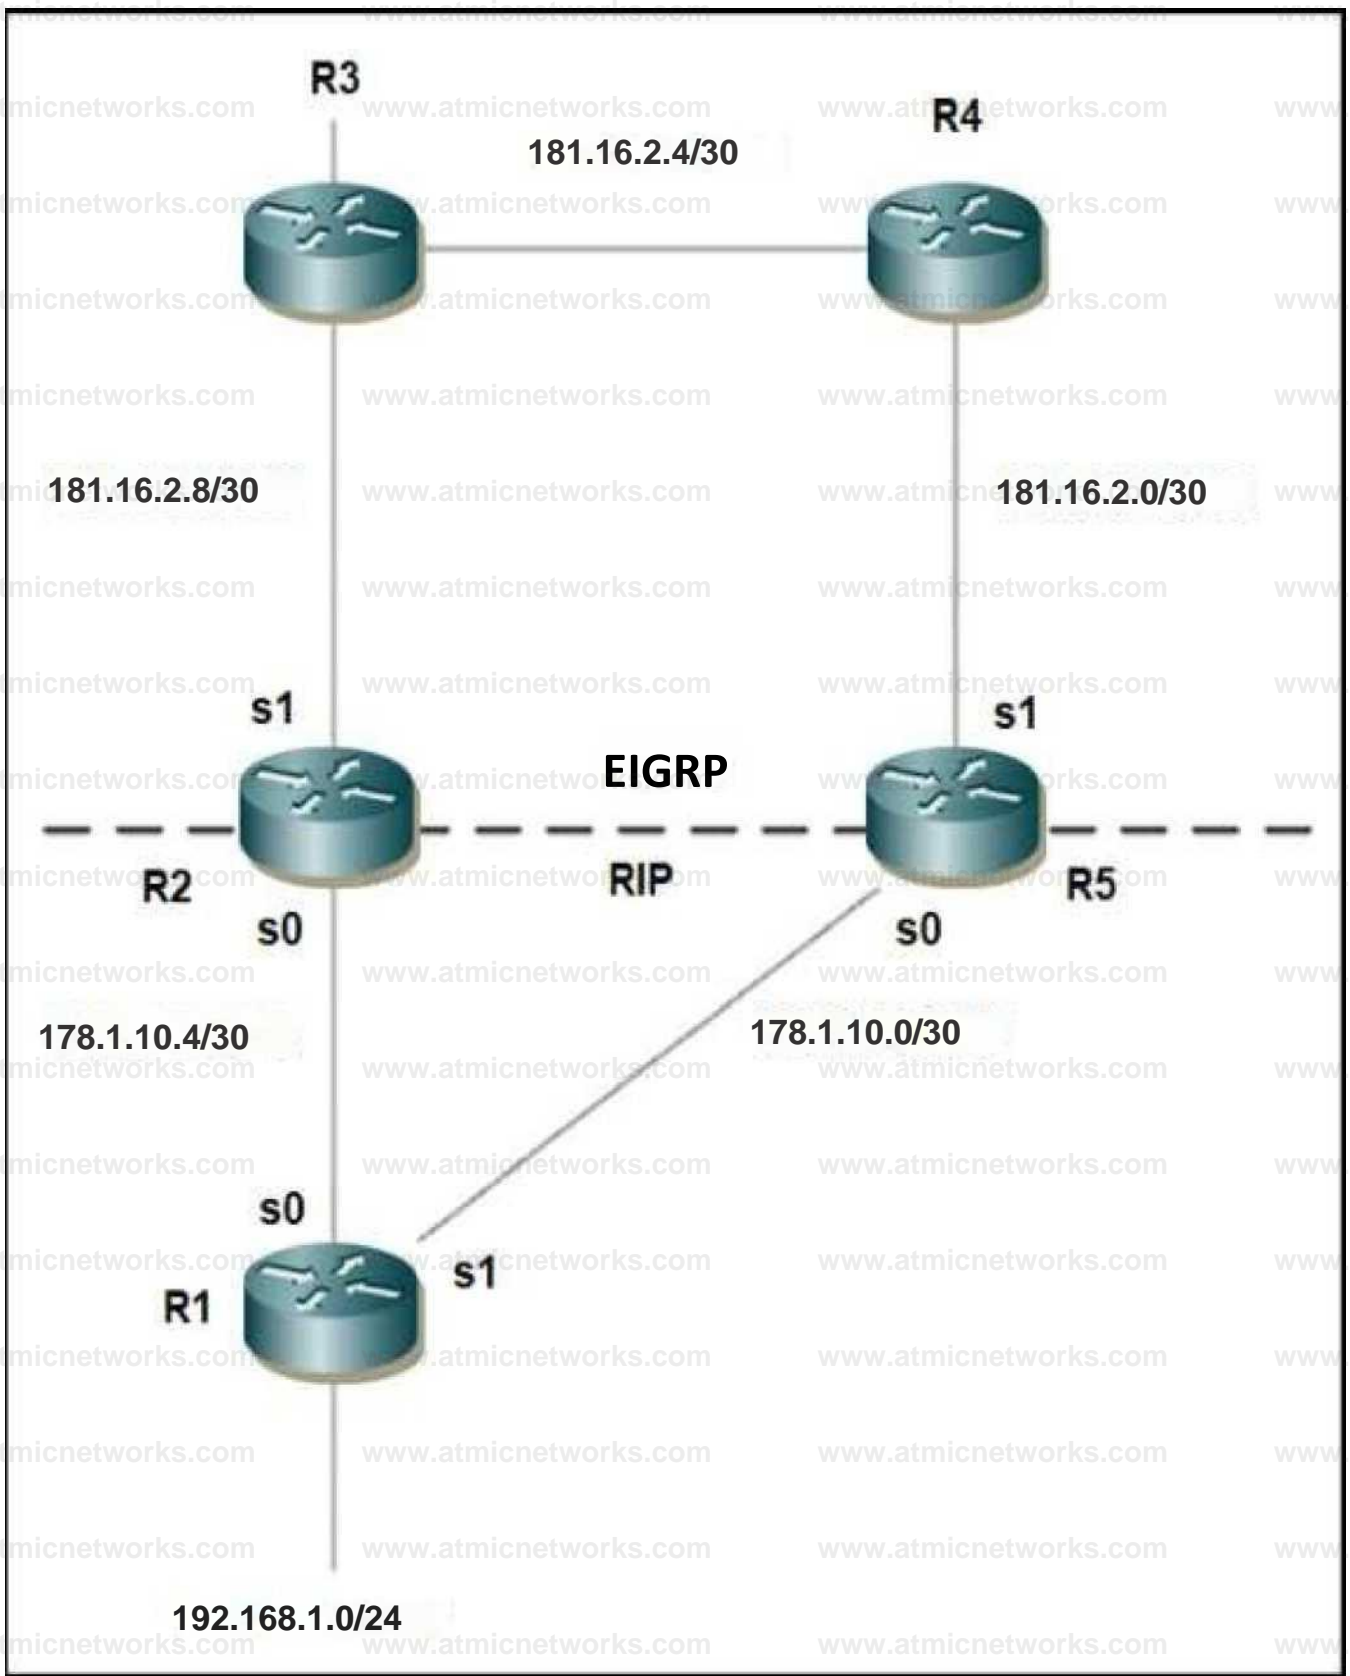 R3
R4
181.16.2.4/30
181.16.2.8/30
181.16.2.0/30
s1
s1
EIGRP
R2
RIP
R5
s0
s0
178.1.10.4/30
178.1.10.0/30
s0
s1
R1
192.168.1.0/24
www.atmicnetworks.com